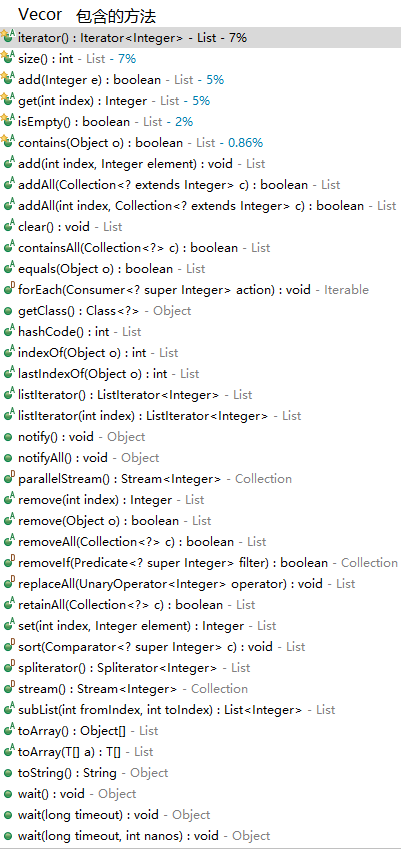 Vecor 包含的方法
iterator() : Iterator<Integer> - List - 7%
size() : int - List - 7%
add(Integer e) : boolean - List - 5%
get(int index) : Integer - List - 5%
isEmpty() : boolean - List - 2%
contains(Object o) : boolean - List - 0.86%
add(int index, Integer element) : void - List
addAll(Collection<? extends Integer> c) : boolean - List
addAll(int index, Collection<? extends Integer> c) : boolean - List
clear() : void - List
containsAll(Collection<?> c) : boolean - List
equals(Object o) : boolean - List
forEach(Consumer<? super Integer> action) : void - Iterable
getClass() : Class<?> - Object
hashCode() : int - List
indexOf(Object o) : int - List
lastIndexOf(Object o) : int - List
listIterator() : ListIterator<Integer> - List
listIterator(int index) : ListIterator<Integer> - List
notify() : void - Object
notifyAll() : void - Object
parallelStream() : Stream<Integer> - Collection
remove(int index) : Integer - List
remove(Object o) : boolean - List
removeAll(Collection<?> c) : boolean - List
removeIf(Predicate<? super Integer> filter) : boolean - Collection
replaceAll(UnaryOperator<Integer> operator) : void - List
retainAll(Collection<?> c) : boolean - List
set(int index, Integer element) : Integer - List
sort(Comparator<? super Integer> c) : void - List
spliterator() : Spliterator<Integer> - List
stream() : Stream<Integer> - Collection
subList(int fromIndex, int toIndex) : List<Integer> - List
toArray() : Object[] - List
toArray(T[] a) : T[] - List
toString() : String - Object
wait() : void - Object
wait(long timeout) : void - Object
wait(long timeout, int nanos) : void - Object